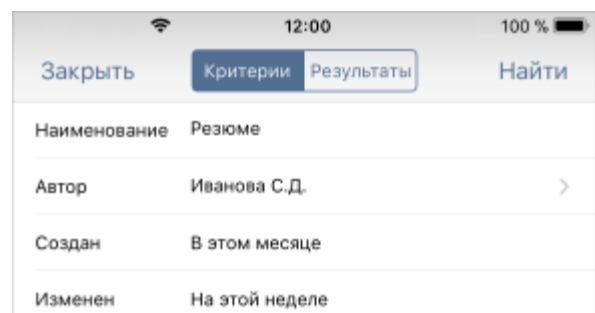 12:00 100 %
Закрыть Критерии Результаты Найти
Наименование Резюме
Автор Иванова С.Д.
Создан В этом месяце
Изменен На этой неделе